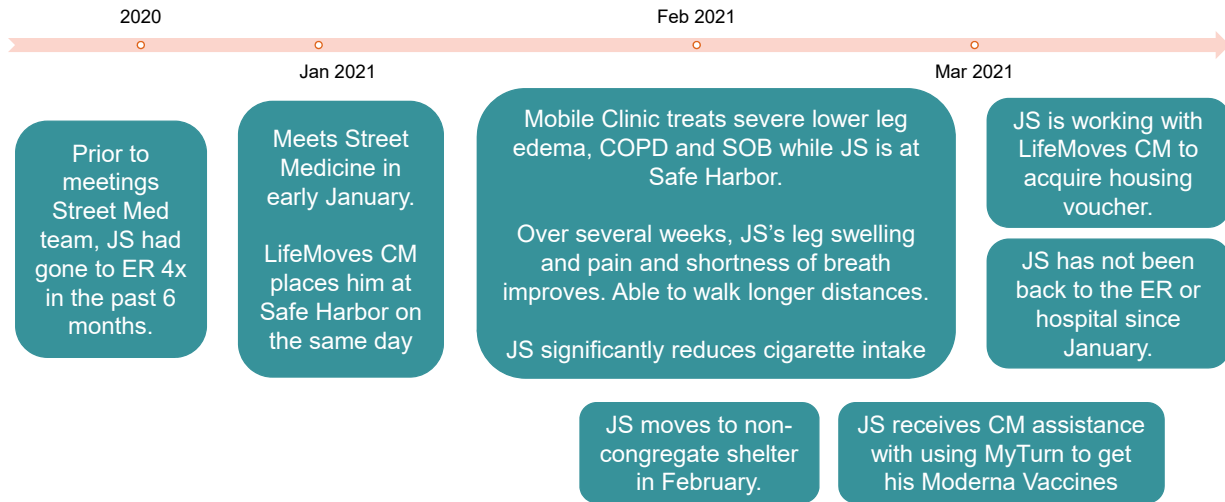 2020
Jan 2021
Feb 2021
Mar 2021
Prior to
meetings
Street Med
team, JS had
gone to ER 4x
in the past 6
months.
Meets Street
Medicine in
early January.
LifeMoves CM
places him at
Safe Harbor on
the same day
Mobile Clinic treats severe lower leg
edema, COPD and SOB while JS is at
Safe Harbor.
Over several weeks, JS’s leg swelling
and pain and shortness of breath
improves. Able to walk longer distances.
JS significantly reduces cigarette intake
JS is working with
LifeMoves CM to
acquire housing
voucher.
JS has not been
back to the ER or
hospital since
January.
JS moves to non-
congregate shelter
in February.
JS receives CM assistance
with using MyTurn to get
his Moderna Vaccines